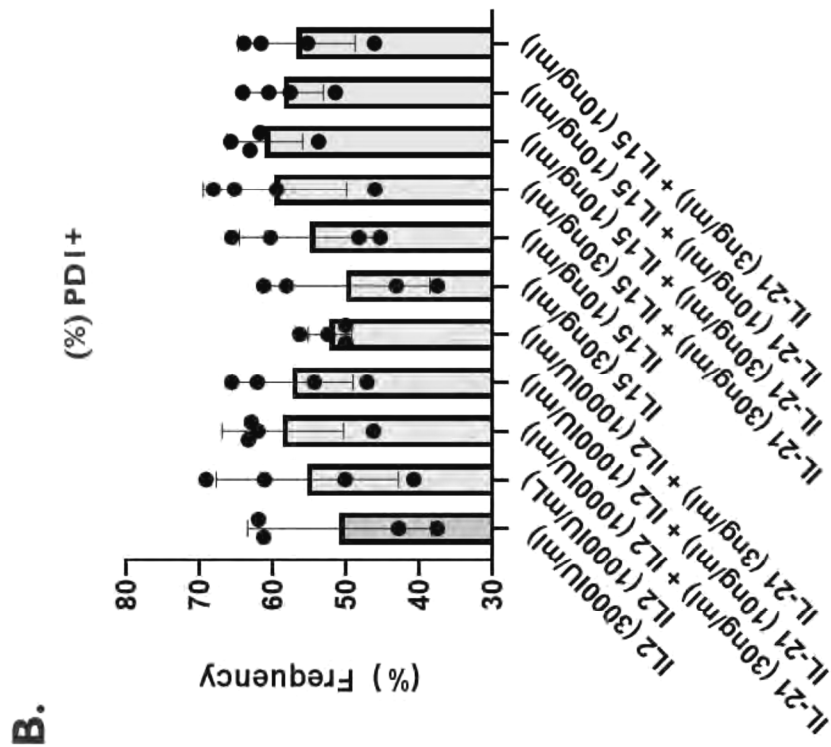 B.
(%) PD1+
(%) Frequency
80
70
60
50
40
30
IL2 (3000IU/ml)
IL2 (1000IU/mL)
IL-21 (30ng/ml) + IL2 (1000IU/ml)
IL-21 (10ng/ml) + IL2 (1000IU/ml)
IL-21 (3ng/ml) + IL2 (1000IU/ml)
IL15 (30ng/ml)
IL15 (10ng/ml)
IL-21 (30ng/ml) + IL15 (30ng/ml)
IL-21 (30ng/ml) + IL15 (10ng/ml)
IL-21 (10ng/ml) + IL15 (10ng/ml)
IL-21 (3ng/ml) + IL15 (10ng/ml)